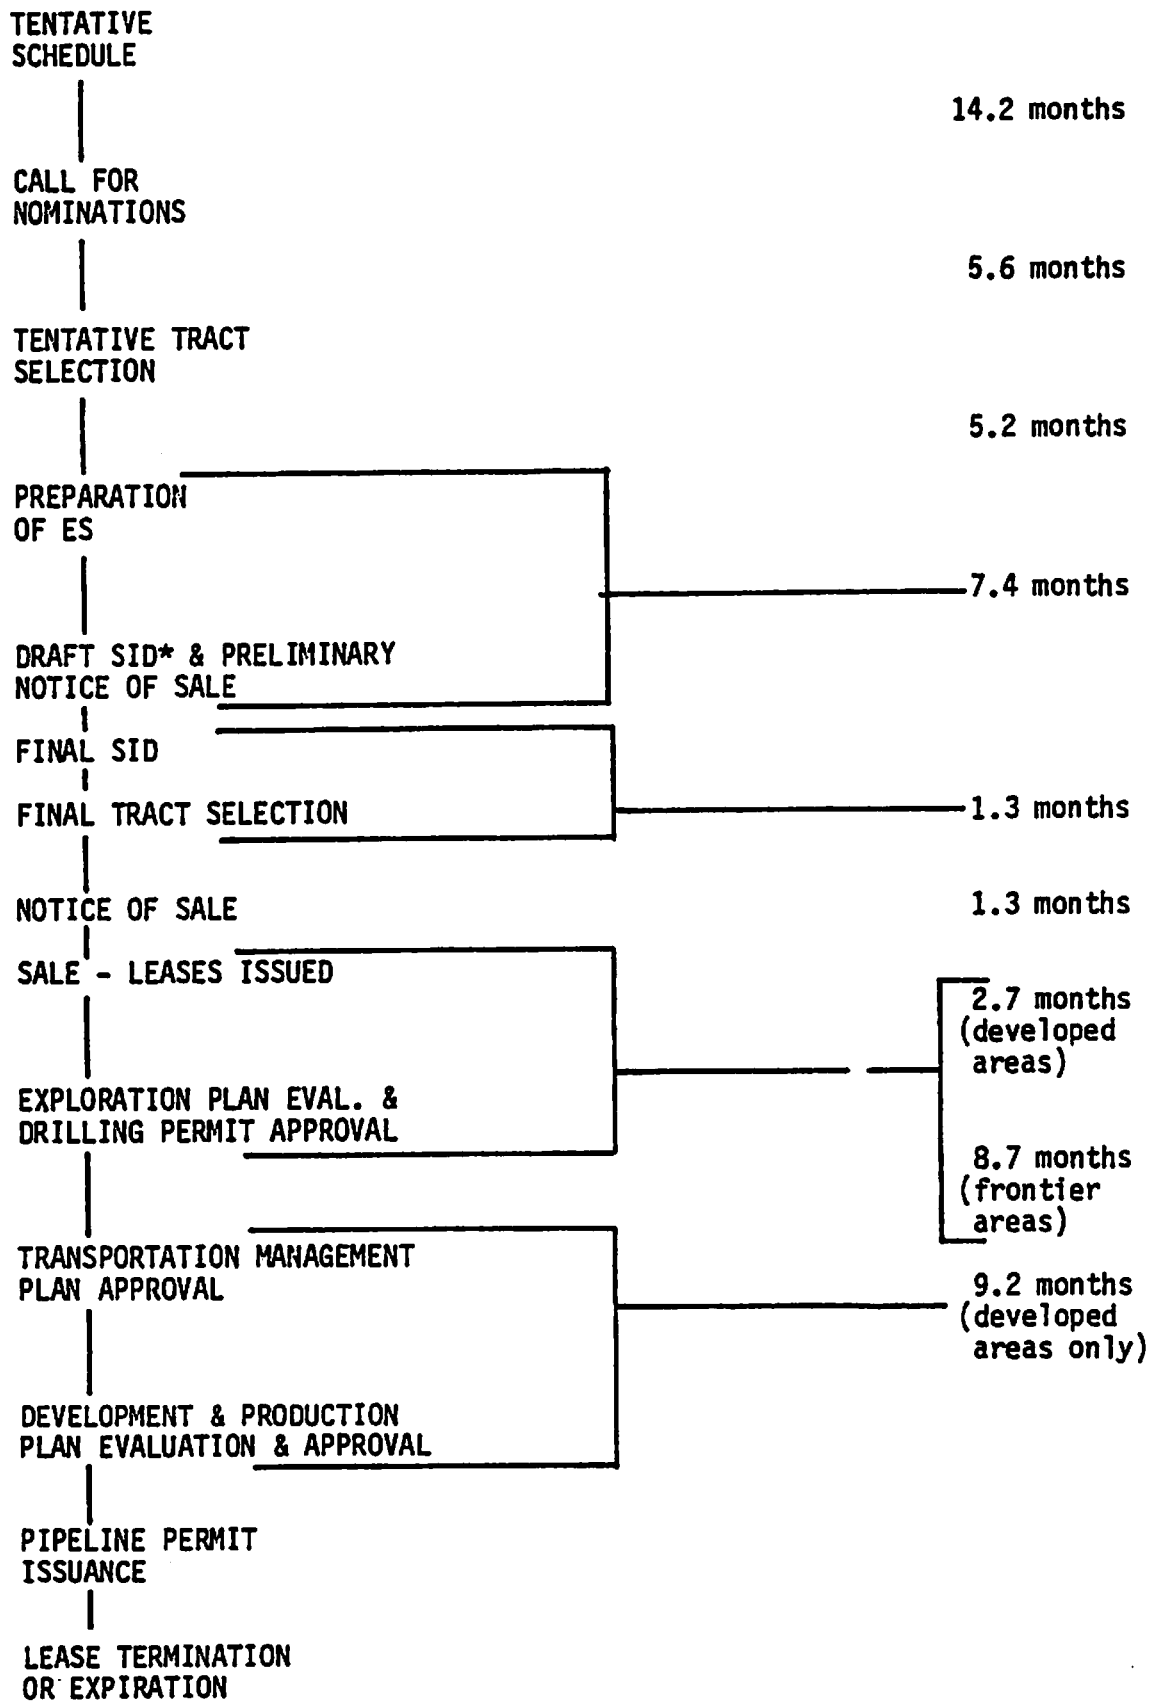 TENTATIVE
SCHEDULE
14.2 months
CALL FOR
NOMINATIONS
5.6 months
TENTATIVE TRACT
SELECTION
5.2 months
PREPARATION
OF ES
7.4 months
DRAFT SID* & PRELIMINARY
NOTICE OF SALE
FINAL SID
FINAL TRACT SELECTION
1.3 months
NOTICE OF SALE
1.3 months
SALE - LEASES ISSUED
2.7 months
(developed
areas)
EXPLORATION PLAN EVAL. &
DRILLING PERMIT APPROVAL
8.7 months
(frontier
areas)
TRANSPORTATION MANAGEMENT
PLAN APPROVAL
9.2 months
(developed
areas only)
DEVELOPMENT & PRODUCTION
PLAN EVALUATION & APPROVAL
PIPELINE PERMIT
ISSUANCE
LEASE TERMINATION
OR EXPIRATION